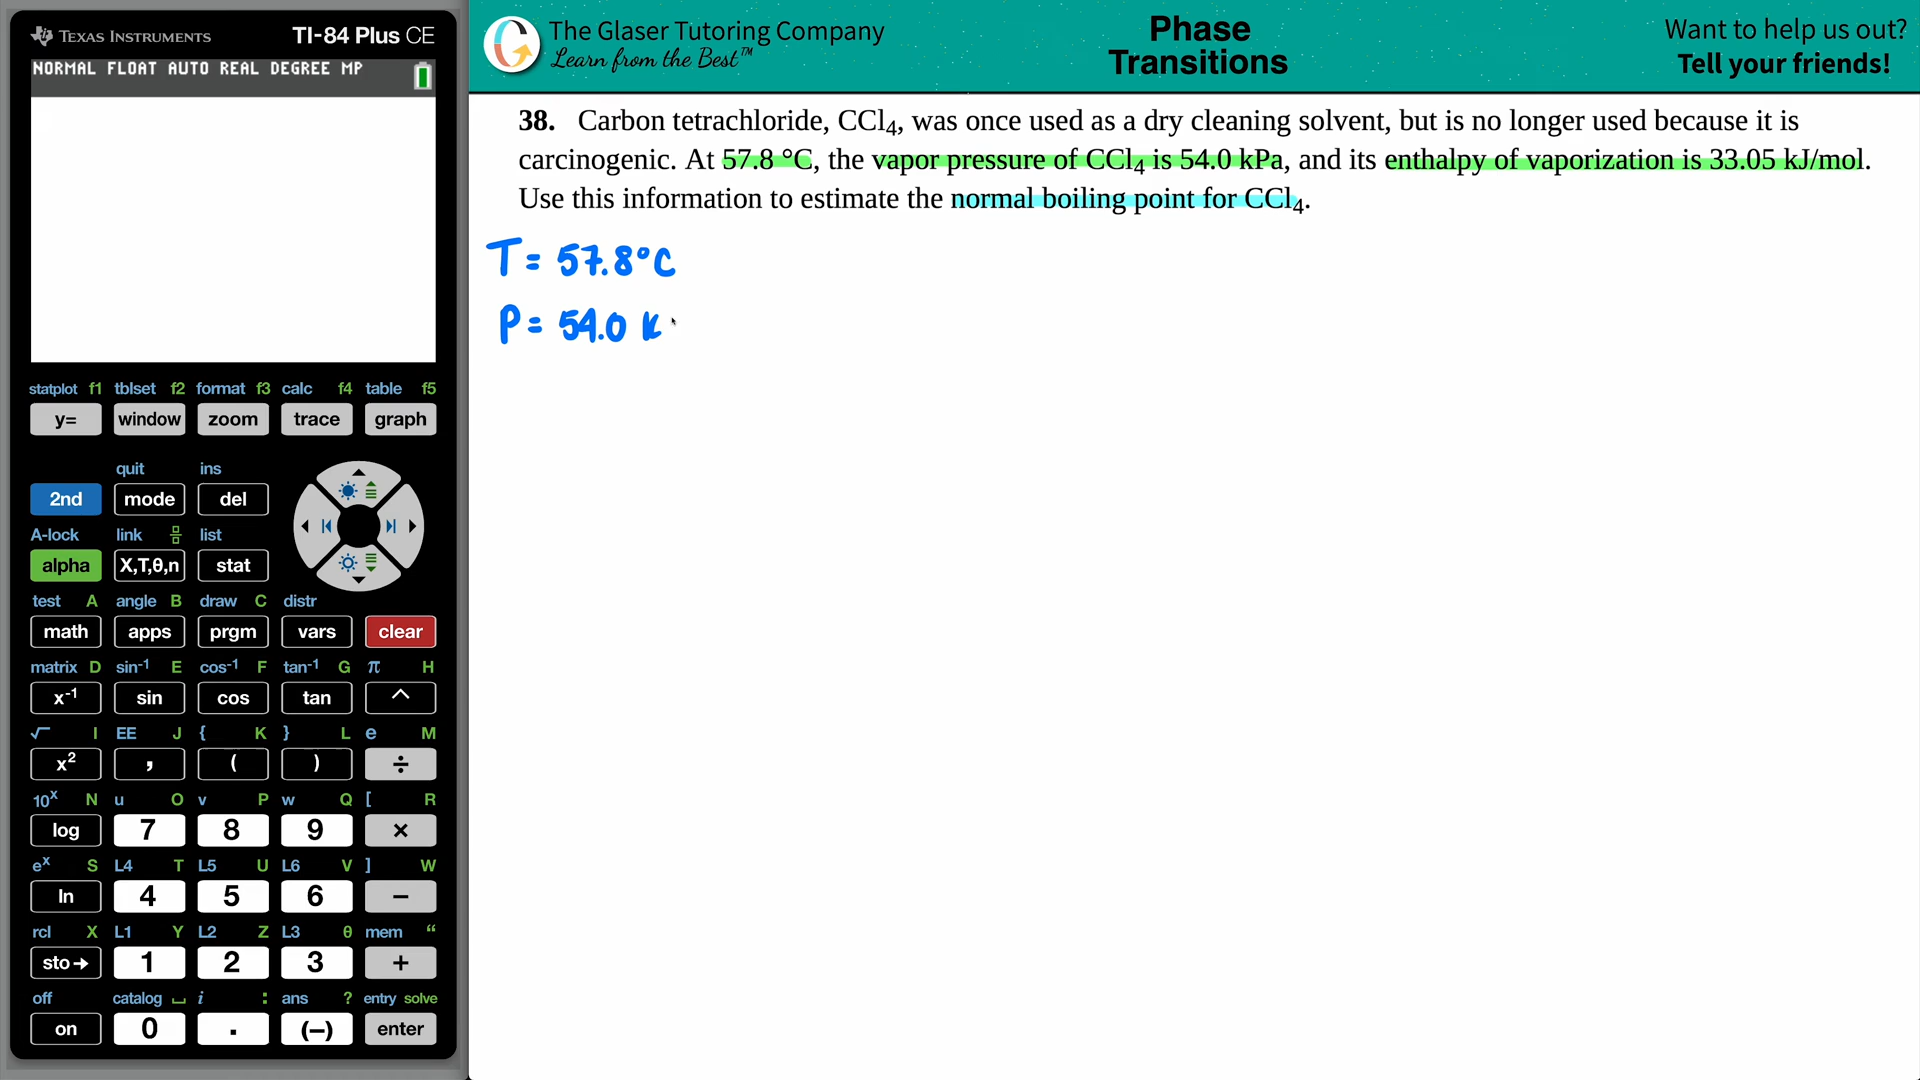 TEXAS INSTRUMENTS TI-84 Plus CE
NORMAL FLOAT AUTO REAL DEGREE MP
statplot f1 tblset f2 format f3 calc f4 table f5
y= window zoom trace graph
quit ins
2nd mode del
A-lock link list
alpha X,T,θ,n stat
test A angle B draw C distr
math apps prgm vars clear
matrix D sin⁻¹ E cos⁻¹ F tan⁻¹ G π H
x⁻¹ sin cos tan ^
√ I EE J { K } L e M
x² , ( ) ÷
10ˣ N u O v P w Q [ R
log 7 8 9 ×
eˣ S L4 T L5 U L6 V ] W
ln 4 5 6 −
rcl X L1 Y L2 Z L3 θ mem “
sto→ 1 2 3 +
off catalog ⎵ i : ans ? entry solve
on 0 . (–) enter
The Glaser Tutoring Company
Learn from the Best™
Phase
Transitions
Want to help us out?
Tell your friends!
38. Carbon tetrachloride, CCl₄, was once used as a dry cleaning solvent, but is no longer used because it is
carcinogenic. At 57.8 °C, the vapor pressure of CCl₄ is 54.0 kPa, and its enthalpy of vaporization is 33.05 kJ/mol.
Use this information to estimate the normal boiling point for CCl₄.
T = 57.8°C
P = 54.0 k